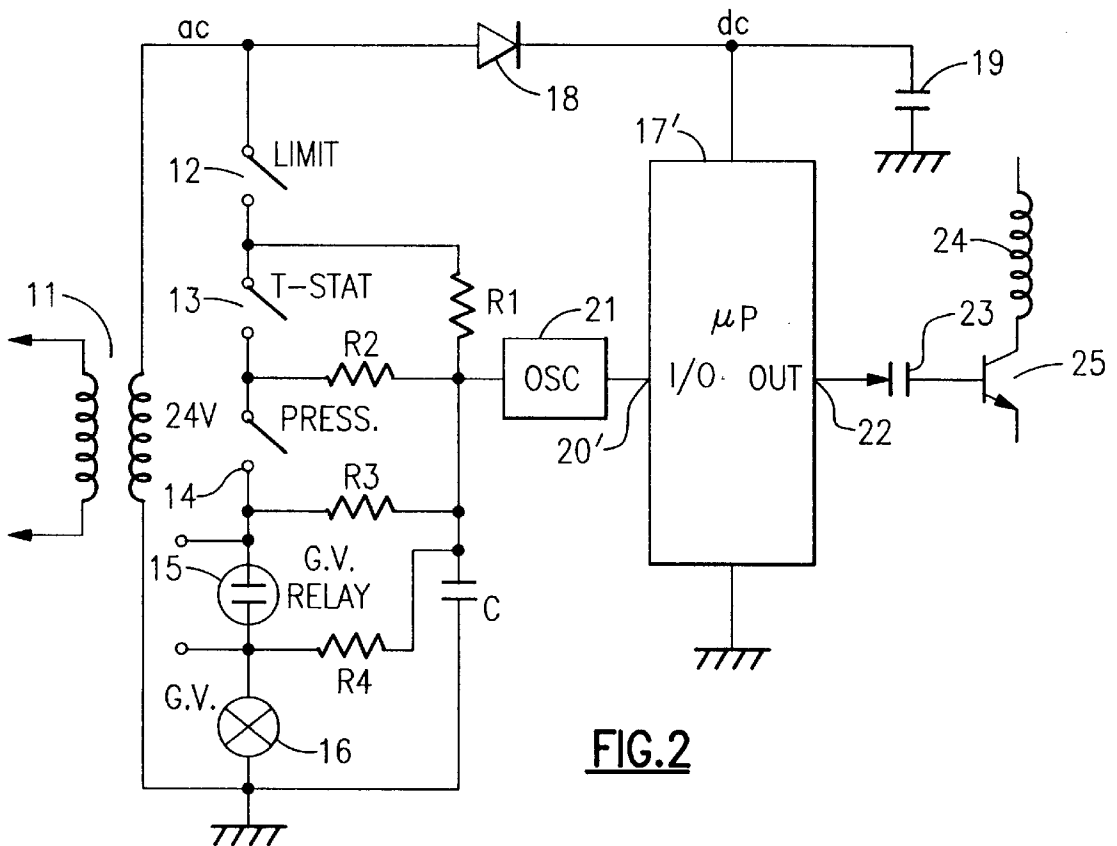 ac
dc
18
19
17'
LIMIT
12
24
T-STAT
13
R1
11
21
μP
23
R2
OSC
I/O
OUT
25
24V
PRESS.
20'
22
14
R3
15
G.V.
RELAY
C
R4
G.V.
16
FIG.2